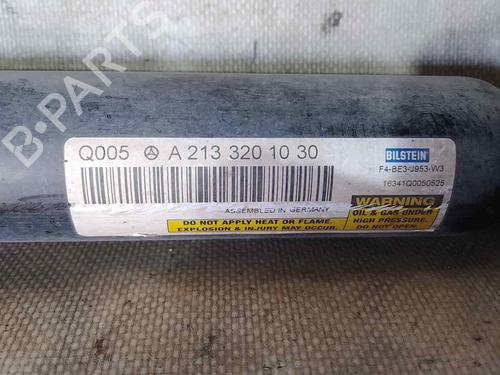 B-PARTS
Q005 A 213 320 10 30
BILSTEIN
F4-BE3-J953-W3
16341Q0050525
ASSEMBLED IN GERMANY
WARNING
OIL & GAS UNDER
HIGH PRESSURE.
DO NOT OPEN.
DO NOT APPLY HEAT OR FLAME.
EXPLOSION & INJURY MAY OCCUR.